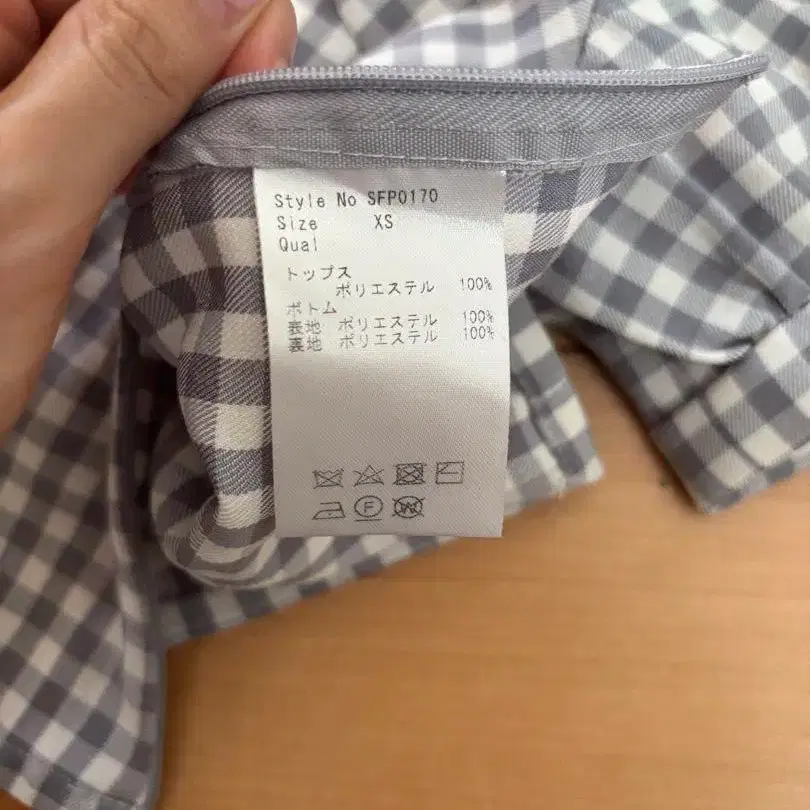 Style No SFP0170
Size XS
Qual
トップス
ポリエステル 100%
ボトム
表地 ポリエステル 100%
表地 ポリエステル 100%
F
W